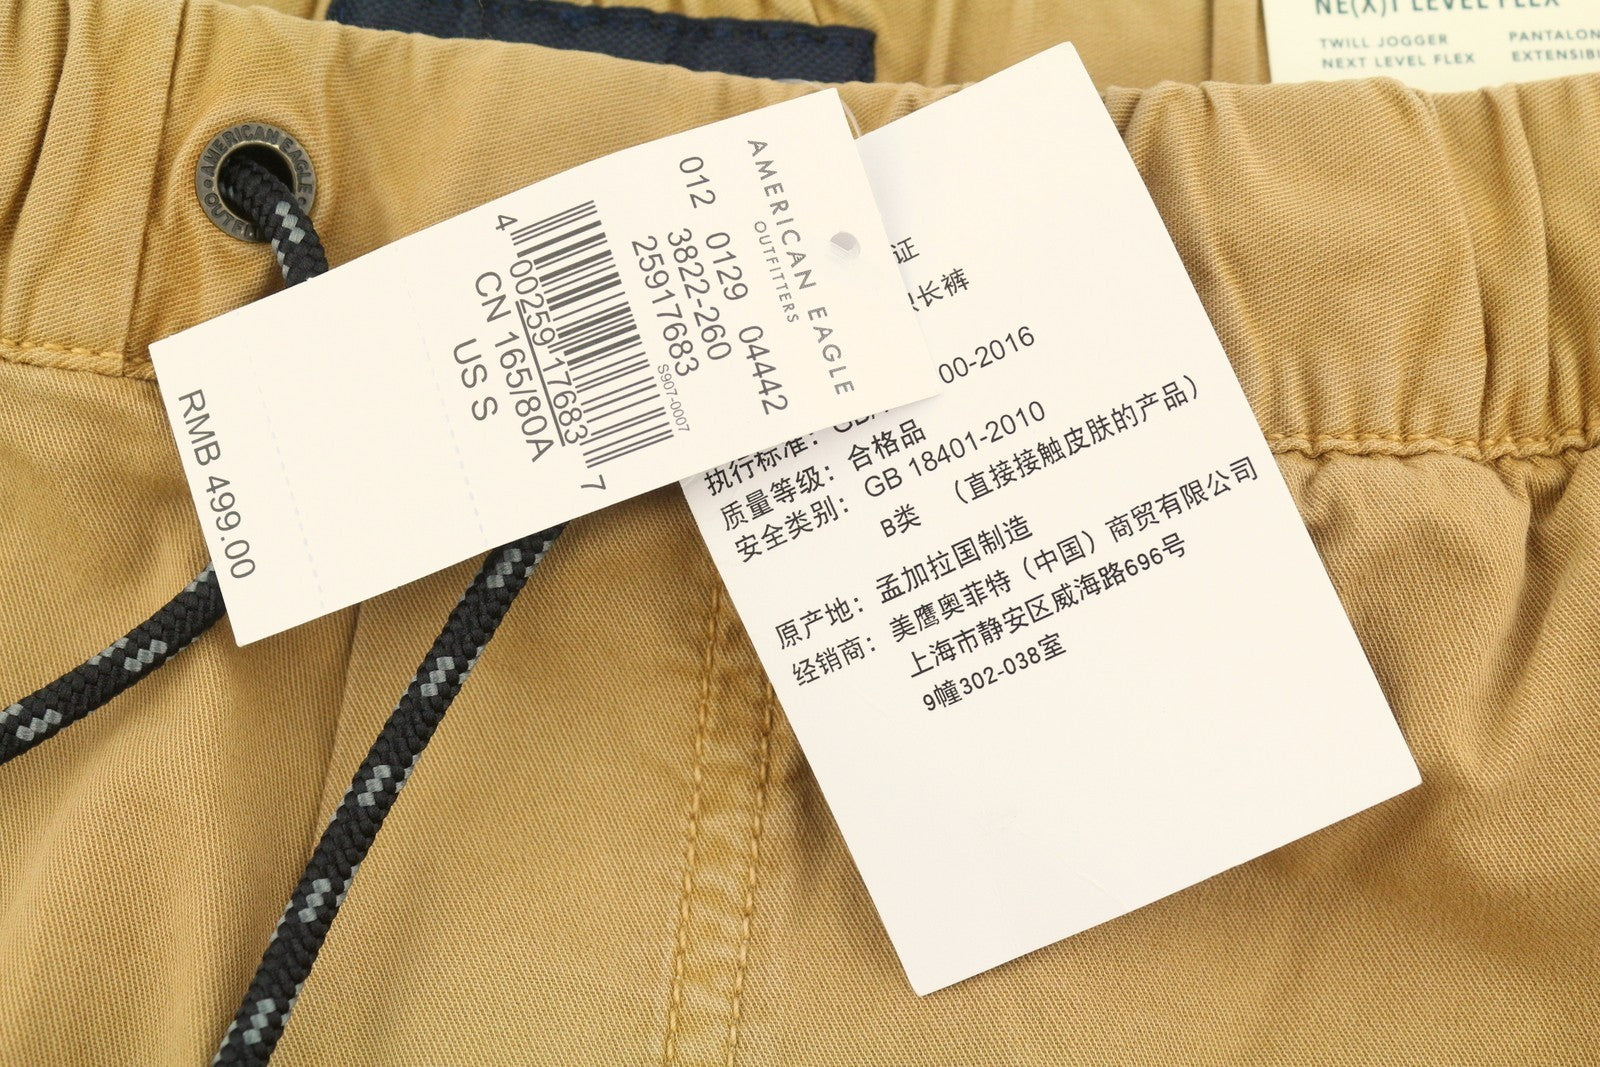 AMERICAN EAGLE OUTFITTERS
NE(X)T LEVEL FLEX
TWILL JOGGER
NEXT LEVEL FLEX
PANTALON
EXTENSIB
AMERICAN EAGLE
OUTFITTERS
012 0129 04442
3822-260
25917683
S907-0007
4 00259 17683 7
CN 165/80A
US S
RMB 499.00
证
长裤
00-2016
执行标准：
质量等级：合格品
安全类别：GB 18401-2010
B类 （直接接触皮肤的产品）
原产地：孟加拉国制造
经销商：美鹰奥菲特（中国）商贸有限公司
上海市静安区威海路696号
9幢302-038室